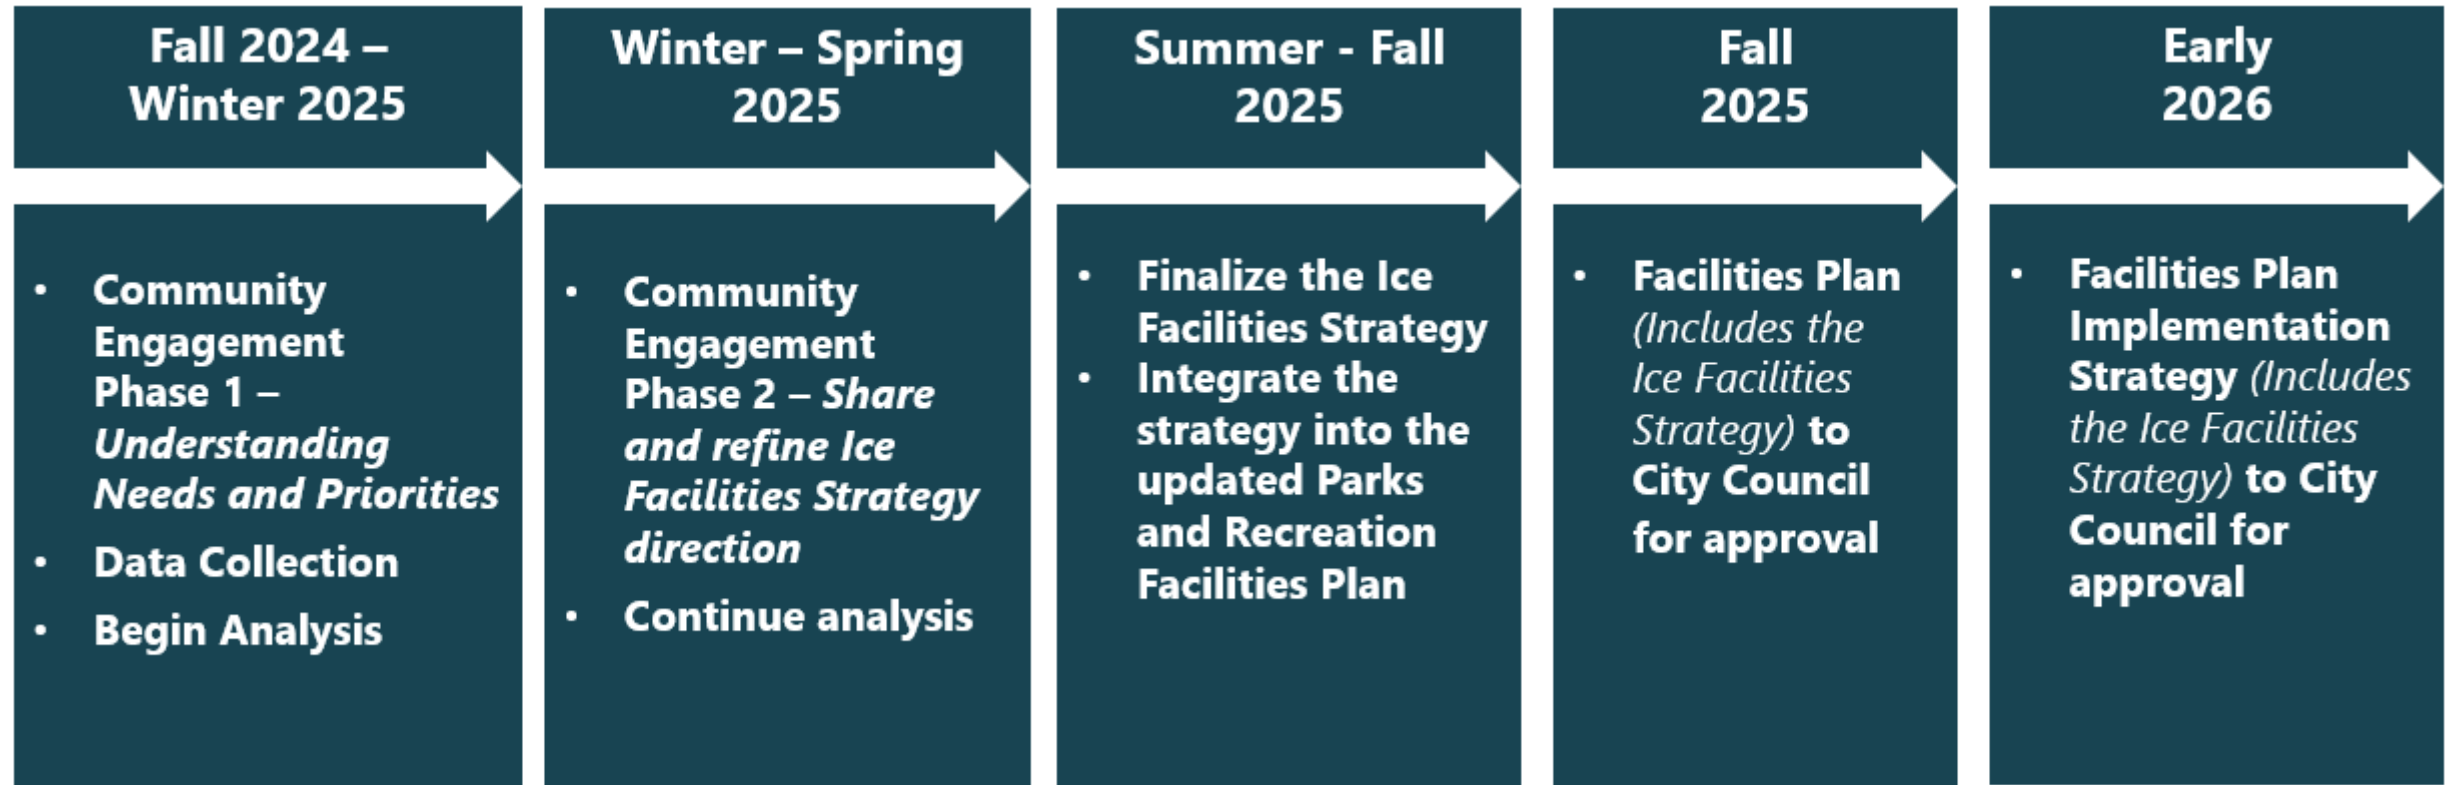 Fall 2024 –
Winter 2025
• Community
Engagement
Phase 1 –
Understanding
Needs and Priorities
• Data Collection
• Begin Analysis
Winter – Spring
2025
• Community
Engagement
Phase 2 – Share
and refine Ice
Facilities Strategy
direction
• Continue analysis
Summer - Fall
2025
• Finalize the Ice
Facilities Strategy
• Integrate the
strategy into the
updated Parks
and Recreation
Facilities Plan
Fall
2025
• Facilities Plan
(Includes the
Ice Facilities
Strategy) to
City Council
for approval
Early
2026
• Facilities Plan
Implementation
Strategy (Includes
the Ice Facilities
Strategy) to City
Council for
approval